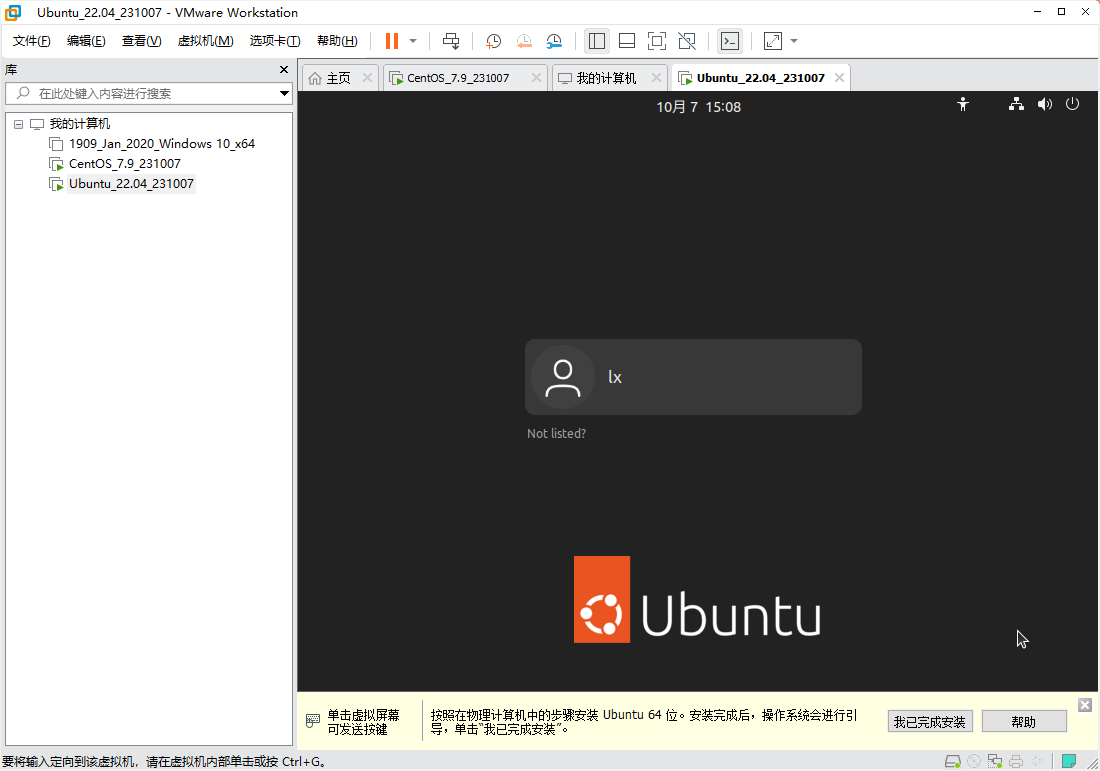 Ubuntu_22.04_231007 - VMware Workstation
文件(F) 编辑(E) 查看(V) 虚拟机(M) 选项卡(T) 帮助(H)
库
在此处键入内容进行搜索
我的计算机
1909_Jan_2020_Windows 10_x64
CentOS_7.9_231007
Ubuntu_22.04_231007
主页 CentOS_7.9_231007 我的计算机 Ubuntu_22.04_231007
10月 7 15:08
lx
Not listed?
Ubuntu
单击虚拟屏幕
可发送按键
按照在物理计算机中的步骤安装 Ubuntu 64 位。安装完成后，操作系统会进行引
导，单击“我已完成安装”。
我已完成安装
帮助
要将输入定向到该虚拟机，请在虚拟机内部单击或按 Ctrl+G。